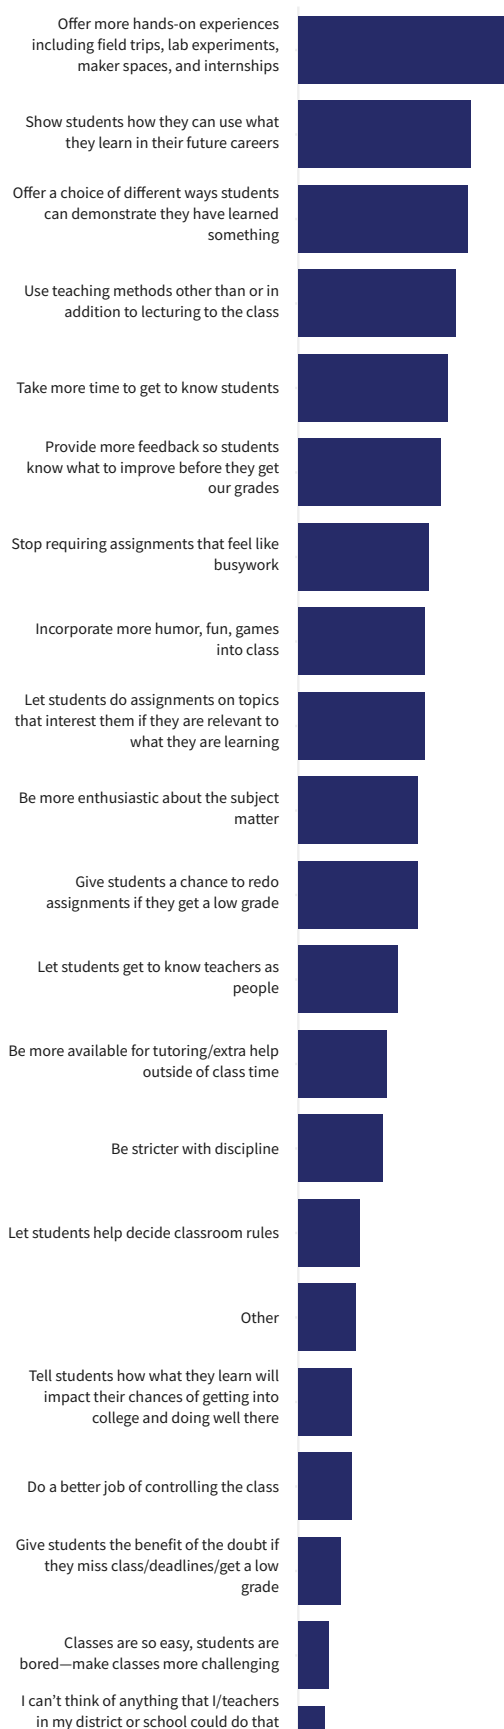 Offer more hands-on experiences
including field trips, lab experiments,
maker spaces, and internships
Show students how they can use what
they learn in their future careers
Offer a choice of different ways students
can demonstrate they have learned
something
Use teaching methods other than or in
addition to lecturing to the class
Take more time to get to know students
Provide more feedback so students
know what to improve before they get
our grades
Stop requiring assignments that feel like
busywork
Incorporate more humor, fun, games
into class
Let students do assignments on topics
that interest them if they are relevant to
what they are learning
Be more enthusiastic about the subject
matter
Give students a chance to redo
assignments if they get a low grade
Let students get to know teachers as
people
Be more available for tutoring/extra help
outside of class time
Be stricter with discipline
Let students help decide classroom rules
Other
Tell students how what they learn will
impact their chances of getting into
college and doing well there
Do a better job of controlling the class
Give students the benefit of the doubt if
they miss class/deadlines/get a low
grade
Classes are so easy, students are
bored—make classes more challenging
I can't think of anything that I/teachers
in my district or school could do that